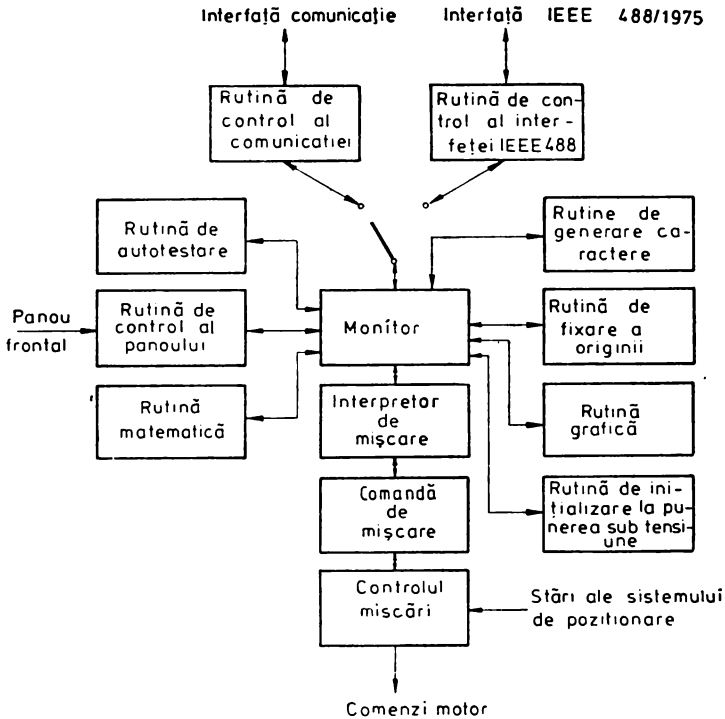 Interfaţă comunicaţie
Interfaţă IEEE 488/1975
Rutină de
control al
comunicatiei
Rutină de con-
trol al inter-
feţei IEEE 488
Rutină de
autotestare
Rutine de
generare ca-
ractere
Panou
frontal
Rutină de
control al
panoului
Monitor
Rutină de
fixare a
originii
Rutină
matematică
Interpretor
de
mişcare
Rutină
grafică
Comandă
de
mişcare
Rutină de ini-
ţializare la pu-
nerea sub tensi-
une
Controlul
miscări
Stări ale sistemului
de pozitionare
Comenzi motor